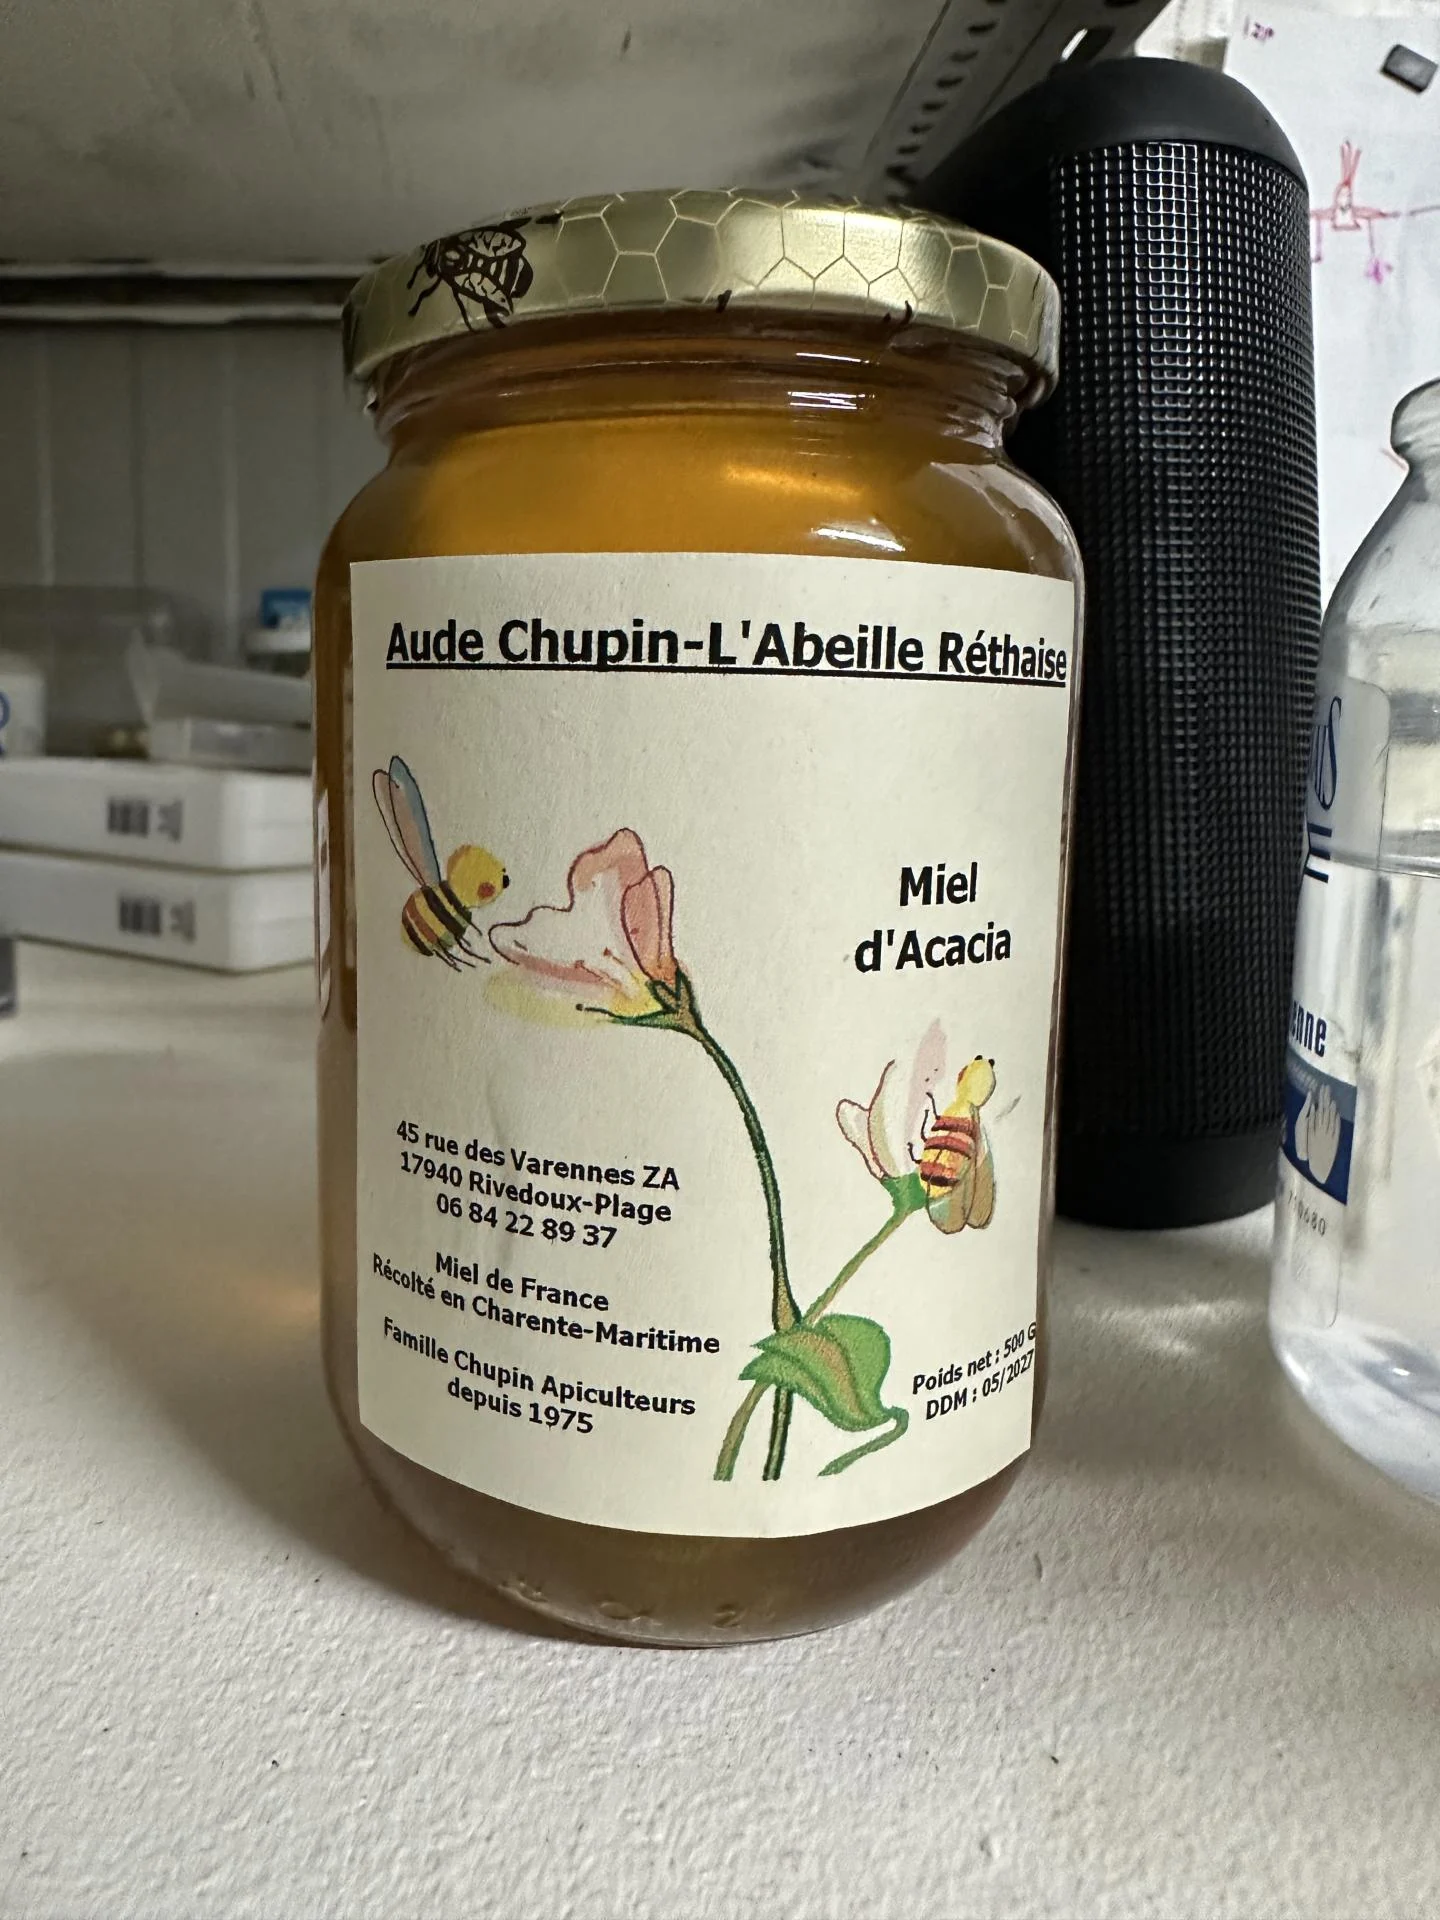 Aude Chupin-L'Abeille Réthaise
Miel
d'Acacia
45 rue des Varennes ZA
17940 Rivedoux-Plage
06 84 22 89 37
Miel de France
Récolté en Charente-Maritime
Famille Chupin Apiculteurs
depuis 1975
Poids net : 500 G
DDM : 05/2027